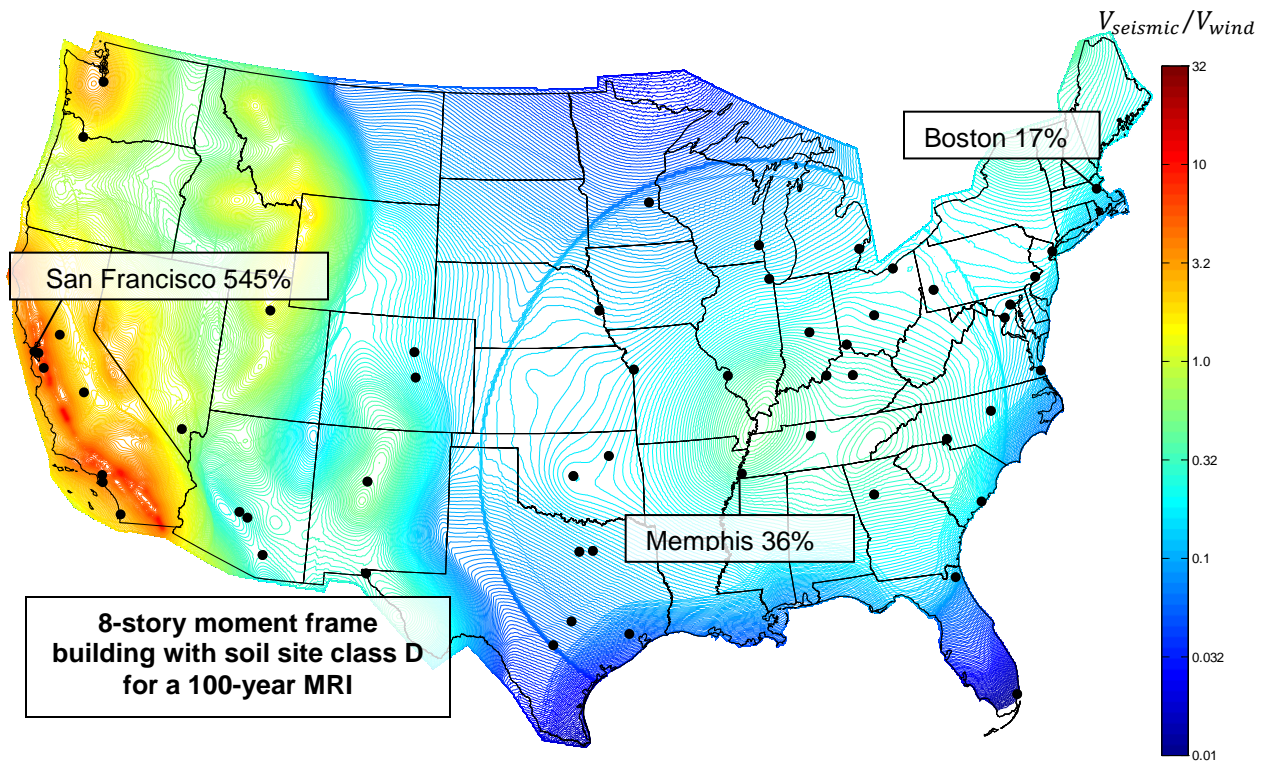 V_seismic/V_wind
32
Boston 17%
10
San Francisco 545%
3.2
1.0
0.32
Memphis 36%
0.1
8-story moment frame
building with soil site class D
for a 100-year MRI
0.032
0.01